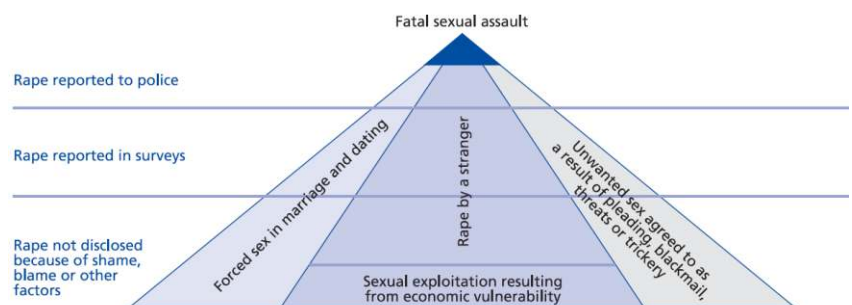 Fatal sexual assault
Rape reported to police
Rape reported in surveys
Rape not disclosed
because of shame,
blame or other
factors
Forced sex in marriage and dating
Rape by a stranger
Unwanted sex agreed to as
a result of pleading, blackmail,
threats or trickery
Sexual exploitation resulting
from economic vulnerability